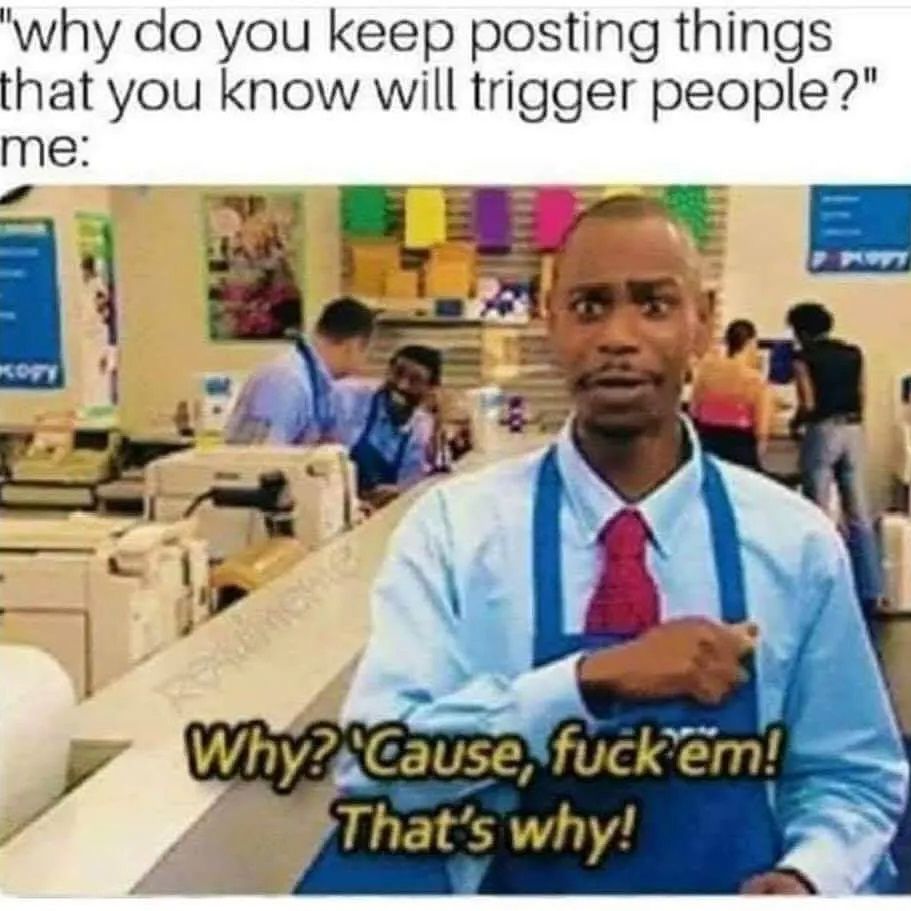 "why do you keep posting things
that you know will trigger people?"
me:
Why? 'Cause, fuck 'em!
That's why!